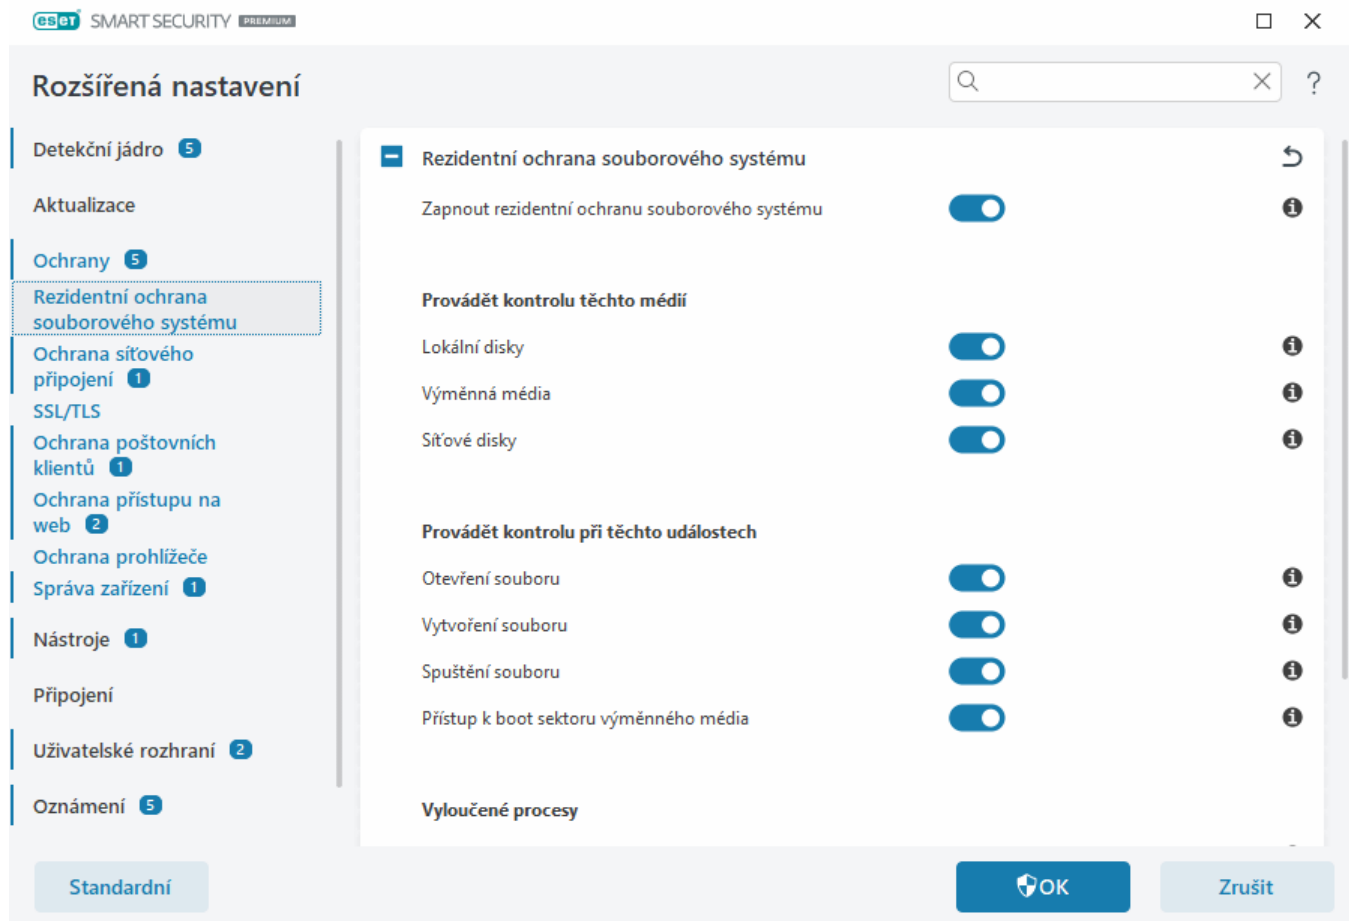 eset SMART SECURITY PREMIUM
Rozšířená nastavení
?
Detekční jádro 5
Aktualizace
Ochrany 5
Rezidentní ochrana
souborového systému
Ochrana síťového
připojení 1
SSL/TLS
Ochrana poštovních
klientů 1
Ochrana přístupu na
web 2
Ochrana prohlížeče
Správa zařízení 1
Nástroje 1
Připojení
Uživatelské rozhraní 2
Oznámení 5
Rezidentní ochrana souborového systému
Zapnout rezidentní ochranu souborového systému
Provádět kontrolu těchto médií
Lokální disky
Výměnná média
Síťové disky
Provádět kontrolu při těchto událostech
Otevření souboru
Vytvoření souboru
Spuštění souboru
Přístup k boot sektoru výměnného média
Vyloučené procesy
Standardní
OK
Zrušit